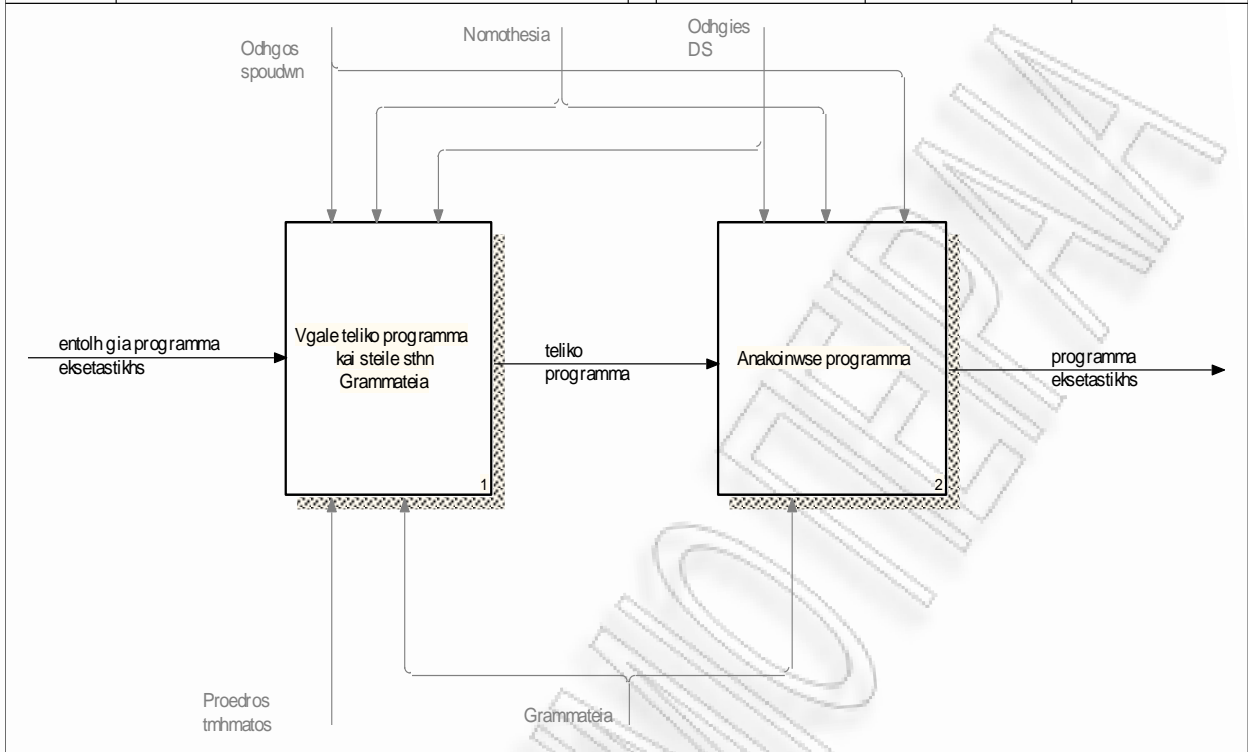 Odhgos
spoudwn
Nomothesia
Odhgies
DS
entolh gia programma
eksetastikhs
Vgale teliko programma
kai steile sthn
Grammateia
1
teliko
programma
Anakoinwse programma
2
programma
eksetastikhs
Proedros
tmhmatos
Grammateia